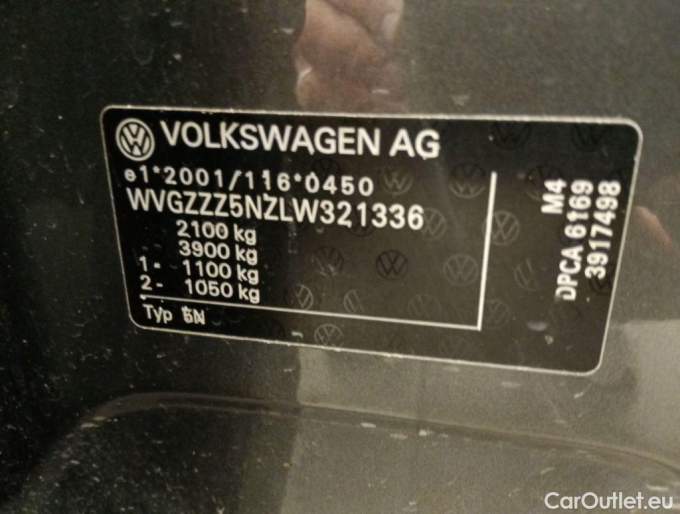 VOLKSWAGEN AG
e1*2001/116*0450
WVGZZZ5NZLW321336
2100 kg
3900 kg
1- 1100 kg
2- 1050 kg
Typ 5N
M4
DPCA 6169
3917498
CarOutlet.eu